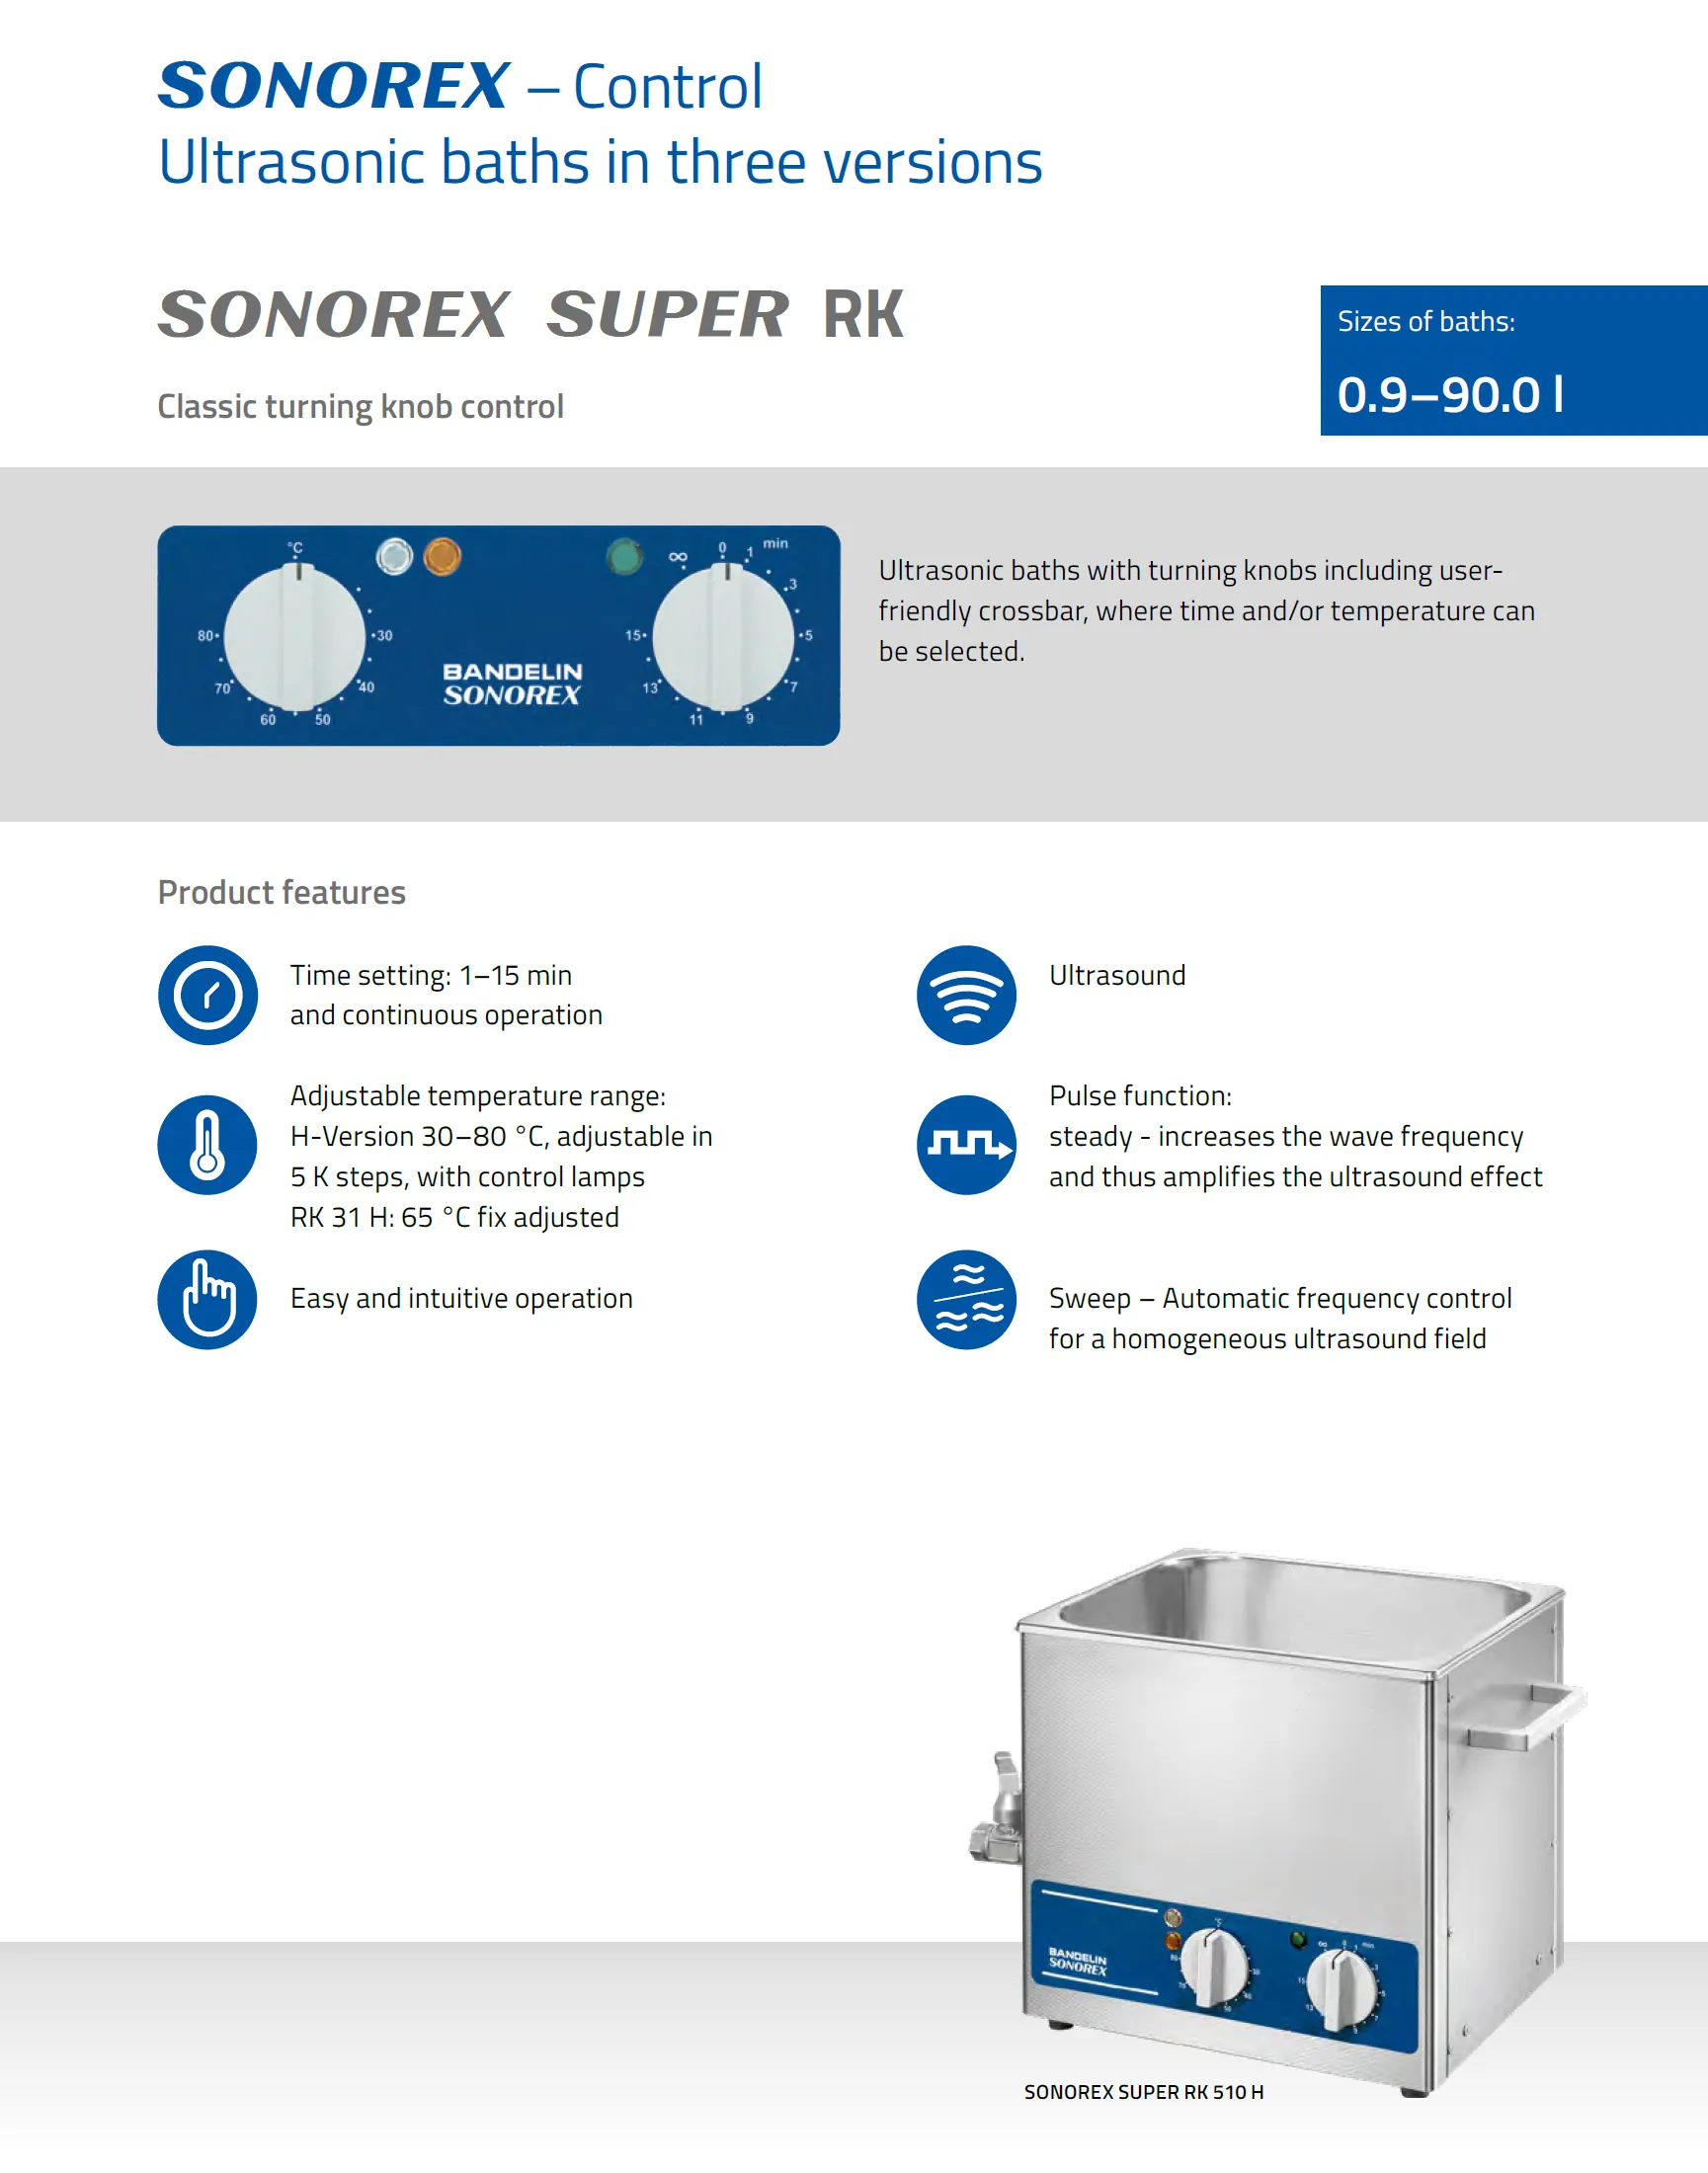 SONOREX – Control
Ultrasonic baths in three versions
SONOREX SUPER RK
Classic turning knob control
Sizes of baths:
0.9–90.0 l
°C
30
40
50
60
70
80
BANDELIN
SONOREX
∞
0
1
min
3
5
7
9
11
13
15
Ultrasonic baths with turning knobs including user-
friendly crossbar, where time and/or temperature can
be selected.
Product features
Time setting: 1–15 min
and continuous operation
Adjustable temperature range:
H-Version 30–80 °C, adjustable in
5 K steps, with control lamps
RK 31 H: 65 °C fix adjusted
Easy and intuitive operation
Ultrasound
Pulse function:
steady - increases the wave frequency
and thus amplifies the ultrasound effect
Sweep – Automatic frequency control
for a homogeneous ultrasound field
BANDELIN
SONOREX
SONOREX SUPER RK 510 H